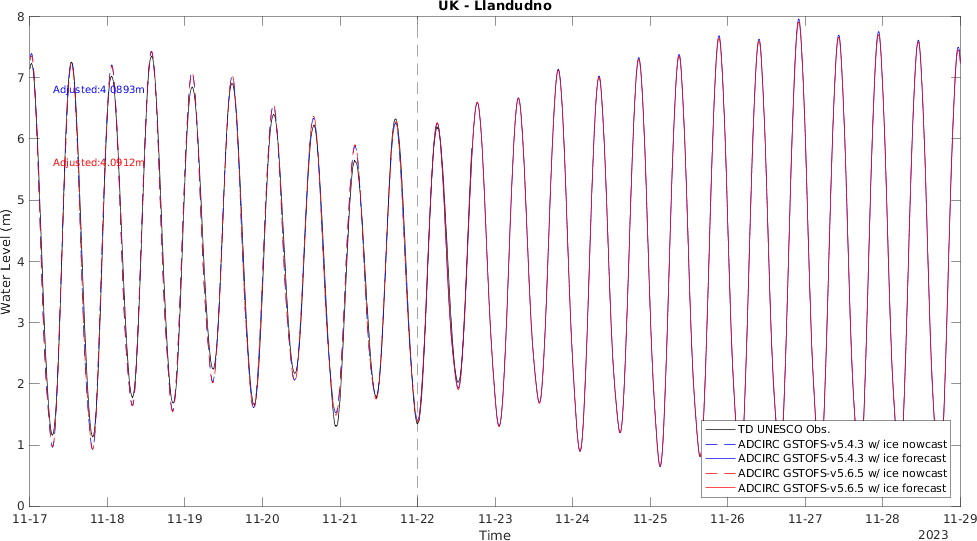 UK - Llandudno
8
7
6
5
4
3
2
1
0
Water Level (m)
Adjusted:4.0893m
Adjusted:4.0912m
TD UNESCO Obs.
ADCIRC GSTOFS-v5.4.3 w/ ice nowcast
ADCIRC GSTOFS-v5.4.3 w/ ice forecast
ADCIRC GSTOFS-v5.6.5 w/ ice nowcast
ADCIRC GSTOFS-v5.6.5 w/ ice forecast
11-17 11-18 11-19 11-20 11-21 11-22 11-23 11-24 11-25 11-26 11-27 11-28 11-29
Time
2023